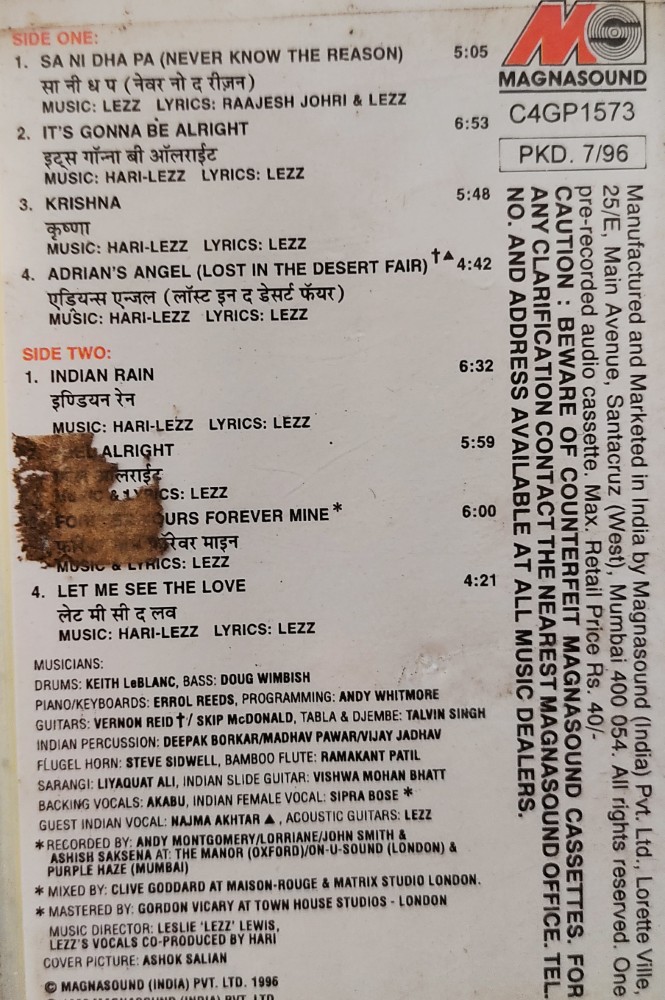 SIDE ONE:
1. SA NI DHA PA (NEVER KNOW THE REASON) 5:05
सा नी ध प (नेवर नो द रीज़न)
MUSIC: LEZZ LYRICS: RAAJESH JOHRI & LEZZ
2. IT'S GONNA BE ALRIGHT 6:53
इट्स गॉन्ना बी ऑलराईट
MUSIC: HARI-LEZZ LYRICS: LEZZ
3. KRISHNA 5:48
कृष्णा
MUSIC: HARI-LEZZ LYRICS: LEZZ
4. ADRIAN'S ANGEL (LOST IN THE DESERT FAIR) †▲ 4:42
एड्रियन्स एन्जल (लॉस्ट इन द डेसर्ट फॅयर)
MUSIC: HARI-LEZZ LYRICS: LEZZ
SIDE TWO:
1. INDIAN RAIN 6:32
इण्डियन रेन
MUSIC: HARI-LEZZ LYRICS: LEZZ
ALRIGHT 5:59
LYRICS: LEZZ
OURS FOREVER MINE* 6:00
फॉरेवर माइन
MUSIC & LYRICS: LEZZ
4. LET ME SEE THE LOVE 4:21
लेट मी सी द लव
MUSIC: HARI-LEZZ LYRICS: LEZZ
MUSICIANS:
DRUMS: KEITH LeBLANC, BASS: DOUG WIMBISH
PIANO/KEYBOARDS: ERROL REEDS, PROGRAMMING: ANDY WHITMORE
GUITARS: VERNON REID † / SKIP McDONALD, TABLA & DJEMBE: TALVIN SINGH
INDIAN PERCUSSION: DEEPAK BORKAR/MADHAV PAWAR/VIJAY JADHAV
FLUGEL HORN: STEVE SIDWELL, BAMBOO FLUTE: RAMAKANT PATIL
SARANGI: LIYAQUAT ALI, INDIAN SLIDE GUITAR: VISHWA MOHAN BHATT
BACKING VOCALS: AKABU, INDIAN FEMALE VOCAL: SIPRA BOSE *
GUEST INDIAN VOCAL: NAJMA AKHTAR ▲, ACOUSTIC GUITARS: LEZZ
* RECORDED BY: ANDY MONTGOMERY/LORRIANE/JOHN SMITH &
ASHISH SAKSENA AT: THE MANOR (OXFORD)/ON-U-SOUND (LONDON) &
PURPLE HAZE (MUMBAI)
* MIXED BY: CLIVE GODDARD AT MAISON-ROUGE & MATRIX STUDIO LONDON.
* MASTERED BY: GORDON VICARY AT TOWN HOUSE STUDIOS - LONDON
MUSIC DIRECTOR: LESLIE 'LEZZ' LEWIS,
LEZZ'S VOCALS CO-PRODUCED BY HARI
COVER PICTURE: ASHOK SALIAN
© MAGNASOUND (INDIA) PVT. LTD. 1996
MAGNASOUND
C4GP1573
PKD. 7/96
Manufactured and Marketed in India by Magnasound (India) Pvt. Ltd., Lorette Ville,
25/E, Main Avenue, Santacruz (West), Mumbai 400 054. All rights reserved. One
pre-recorded audio cassette. Max. Retail Price Rs. 40/-
CAUTION : BEWARE OF COUNTERFEIT MAGNASOUND CASSETTES. FOR
ANY CLARIFICATION CONTACT THE NEAREST MAGNASOUND OFFICE. TEL.
NO. AND ADDRESS AVAILABLE AT ALL MUSIC DEALERS.